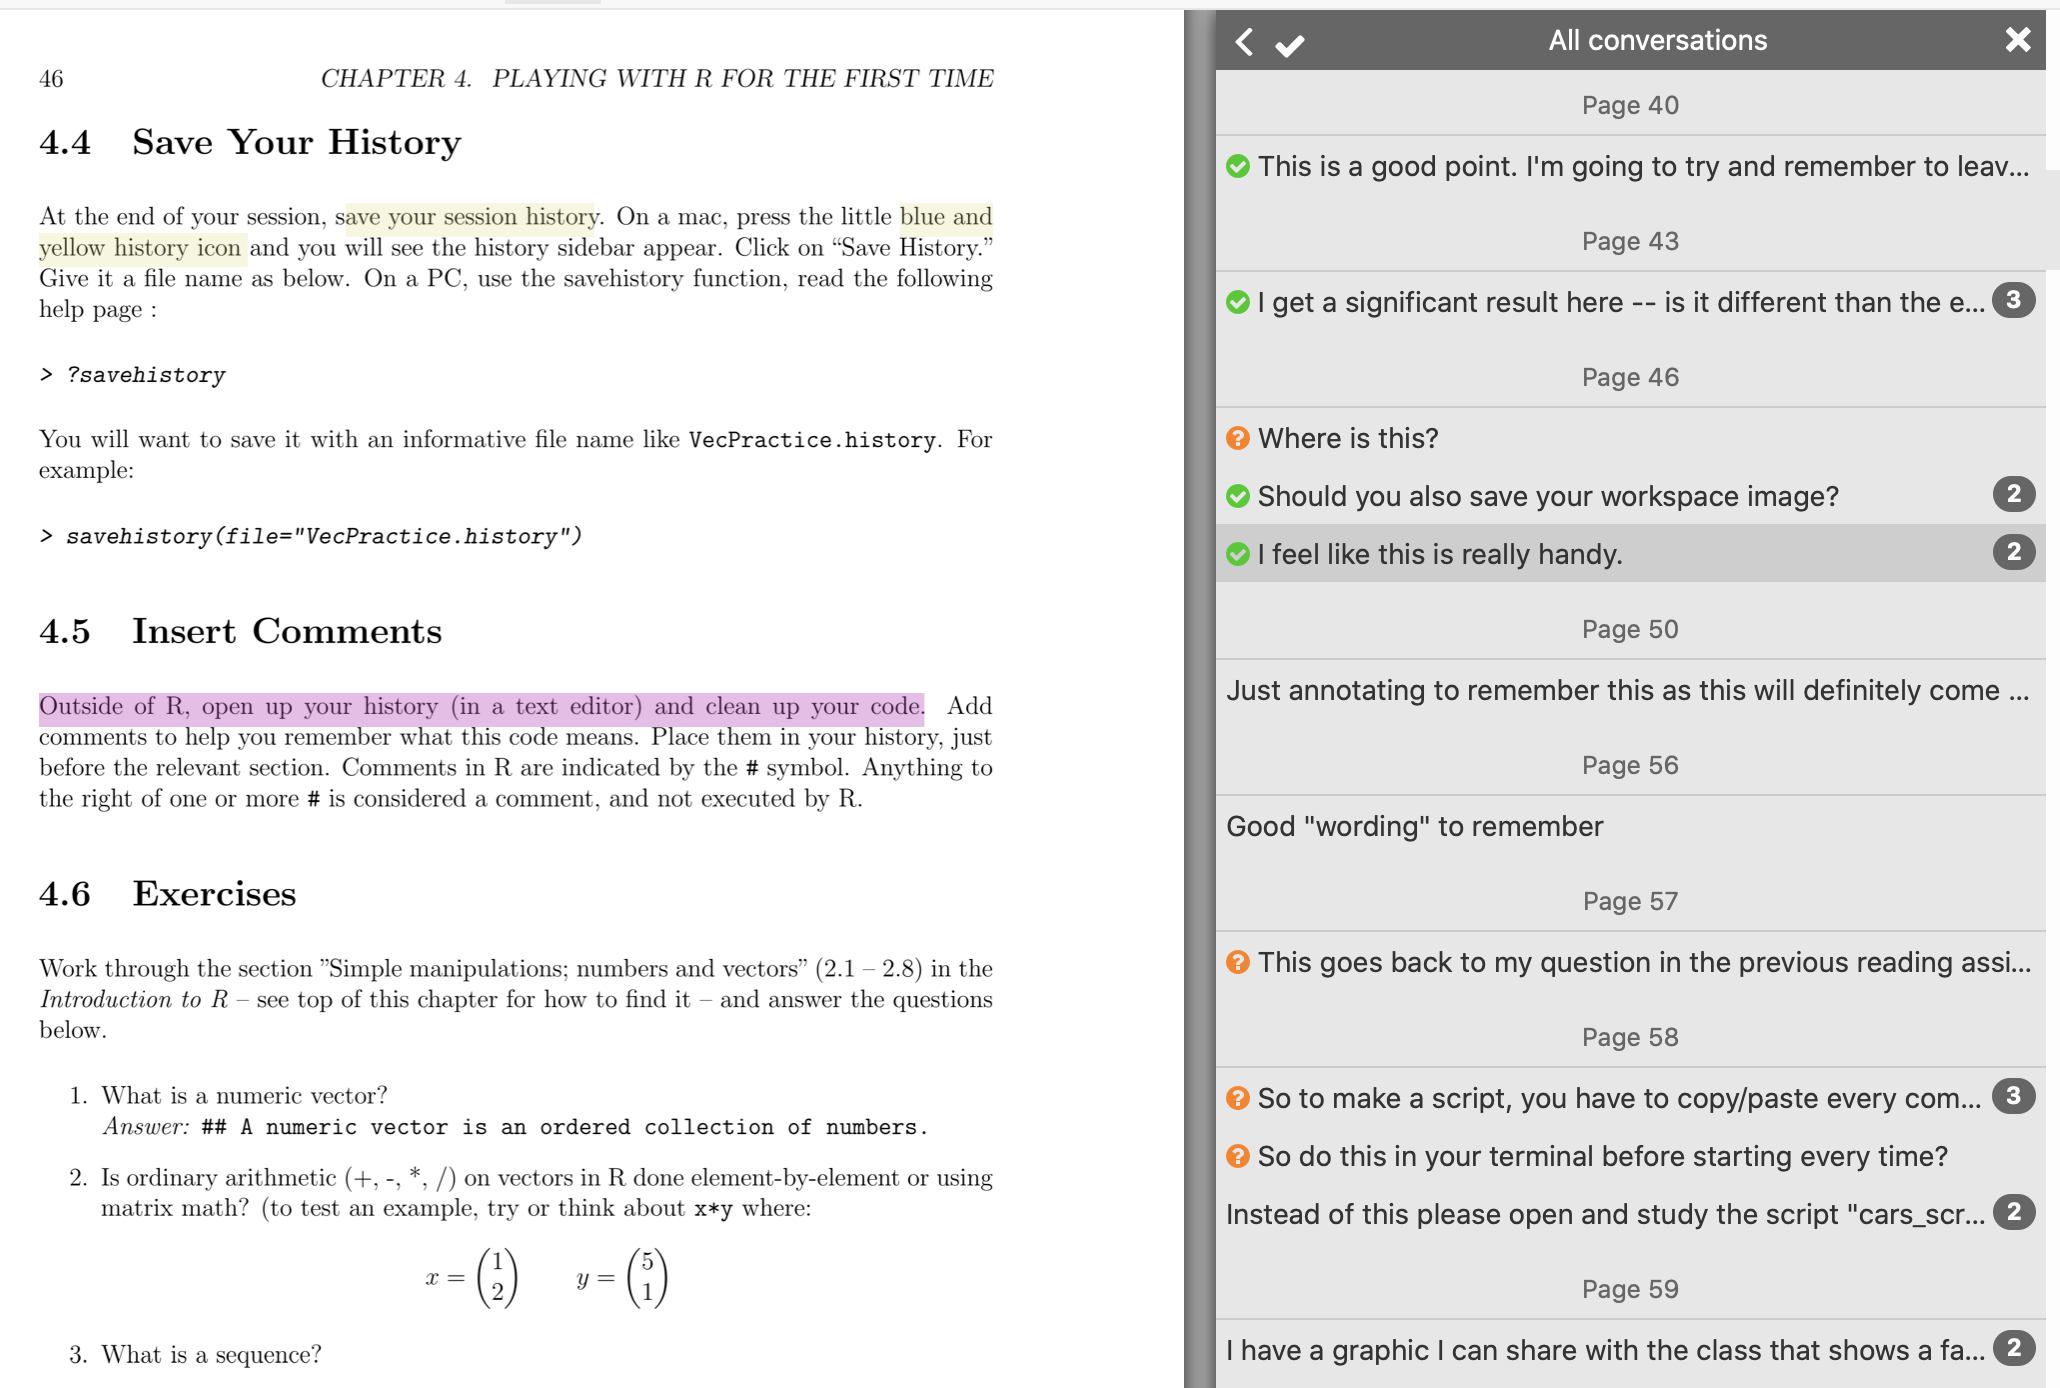 46 CHAPTER 4. PLAYING WITH R FOR THE FIRST TIME
4.4 Save Your History
At the end of your session, save your session history. On a mac, press the little blue and
yellow history icon and you will see the history sidebar appear. Click on “Save History.”
Give it a file name as below. On a PC, use the savehistory function, read the following
help page :
> ?savehistory
You will want to save it with an informative file name like VecPractice.history. For
example:
> savehistory(file="VecPractice.history")
4.5 Insert Comments
Outside of R, open up your history (in a text editor) and clean up your code. Add
comments to help you remember what this code means. Place them in your history, just
before the relevant section. Comments in R are indicated by the # symbol. Anything to
the right of one or more # is considered a comment, and not executed by R.
4.6 Exercises
Work through the section ”Simple manipulations; numbers and vectors” (2.1 – 2.8) in the
Introduction to R – see top of this chapter for how to find it – and answer the questions
below.
1. What is a numeric vector?
Answer: ## A numeric vector is an ordered collection of numbers.
2. Is ordinary arithmetic (+, -, *, /) on vectors in R done element-by-element or using
matrix math? (to test an example, try or think about x*y where:
x = (1 2) y = (5 1)
3. What is a sequence?
All conversations
Page 40
This is a good point. I'm going to try and remember to leav...
Page 43
I get a significant result here -- is it different than the e... 3
Page 46
Where is this?
Should you also save your workspace image? 2
I feel like this is really handy. 2
Page 50
Just annotating to remember this as this will definitely come ...
Page 56
Good "wording" to remember
Page 57
This goes back to my question in the previous reading assi...
Page 58
So to make a script, you have to copy/paste every com... 3
So do this in your terminal before starting every time?
Instead of this please open and study the script "cars_scr... 2
Page 59
I have a graphic I can share with the class that shows a fa... 2